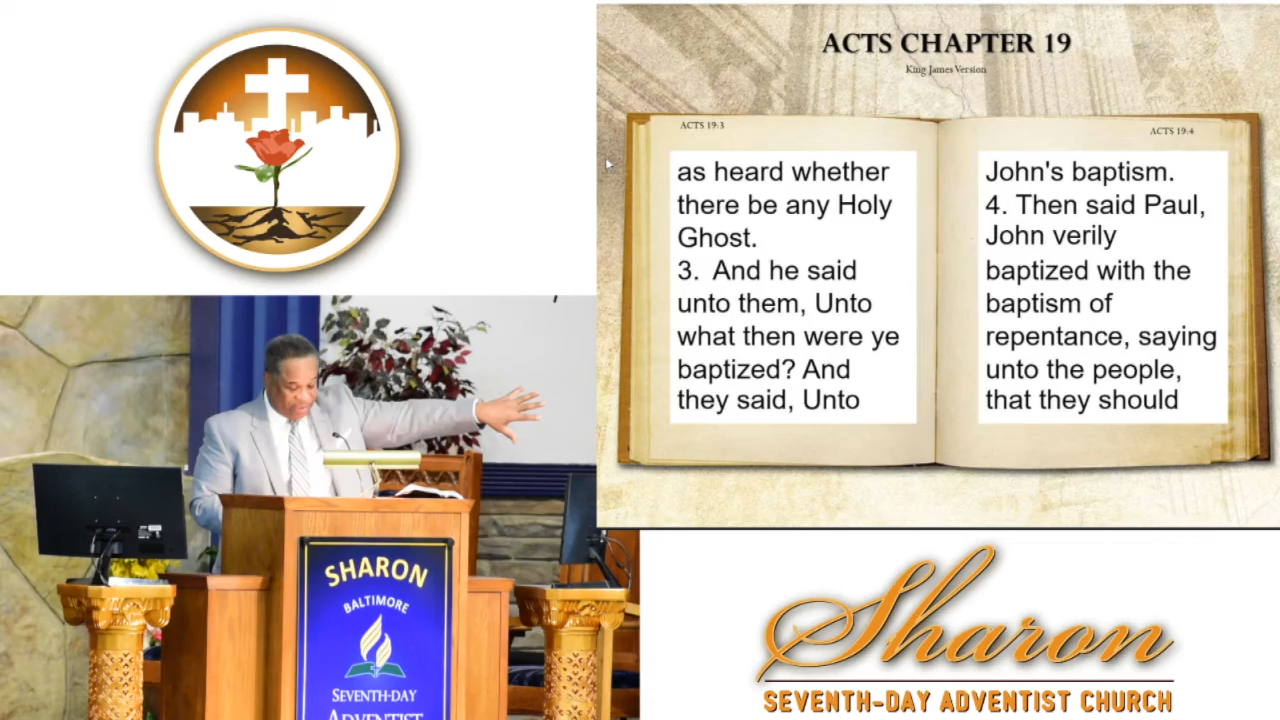 ACTS CHAPTER 19
King James Version
ACTS 19:3
as heard whether
there be any Holy
Ghost.
3. And he said
unto them, Unto
what then were ye
baptized? And
they said, Unto
ACTS 19:4
John's baptism.
4. Then said Paul,
John verily
baptized with the
baptism of
repentance, saying
unto the people,
that they should
SHARON
BALTIMORE
SEVENTH-DAY
ADVENTIST
Sharon
SEVENTH-DAY ADVENTIST CHURCH